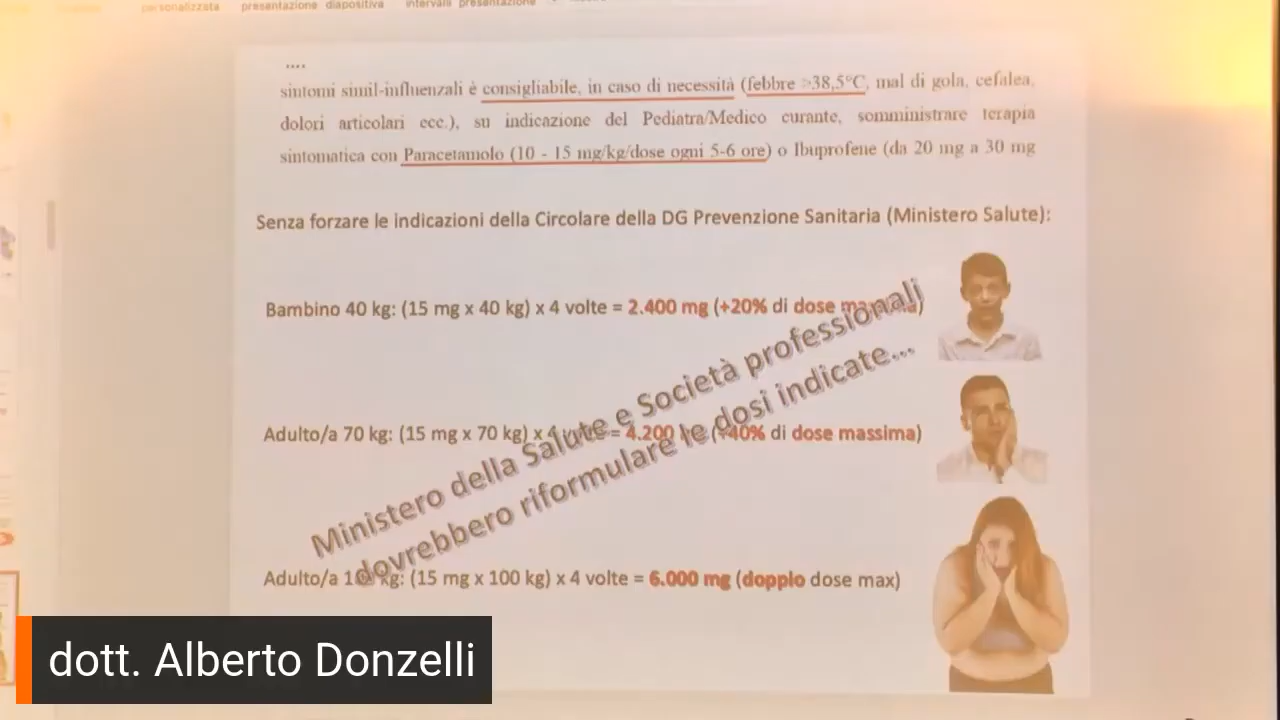 personalizzata presentazione diapositiva intervalli presentazione
....
sintomi simil-influenzali è consigliabile, in caso di necessità (febbre >38,5°C, mal di gola, cefalea,
dolori articolari ecc.), su indicazione del Pediatra/Medico curante, somministrare terapia
sintomatica con Paracetamolo (10 - 15 mg/kg/dose ogni 5-6 ore) o Ibuprofene (da 20 mg a 30 mg
Senza forzare le indicazioni della Circolare della DG Prevenzione Sanitaria (Ministero Salute):
Bambino 40 kg: (15 mg x 40 kg) x 4 volte = 2.400 mg (+20% di dose massima)
Adulto/a 70 kg: (15 mg x 70 kg) x 4 volte = 4.200 mg (+40% di dose massima)
Ministero della Salute e Società professionali
dovrebbero riformulare le dosi indicate...
Adulto/a 100 kg: (15 mg x 100 kg) x 4 volte = 6.000 mg (doppio dose max)
dott. Alberto Donzelli